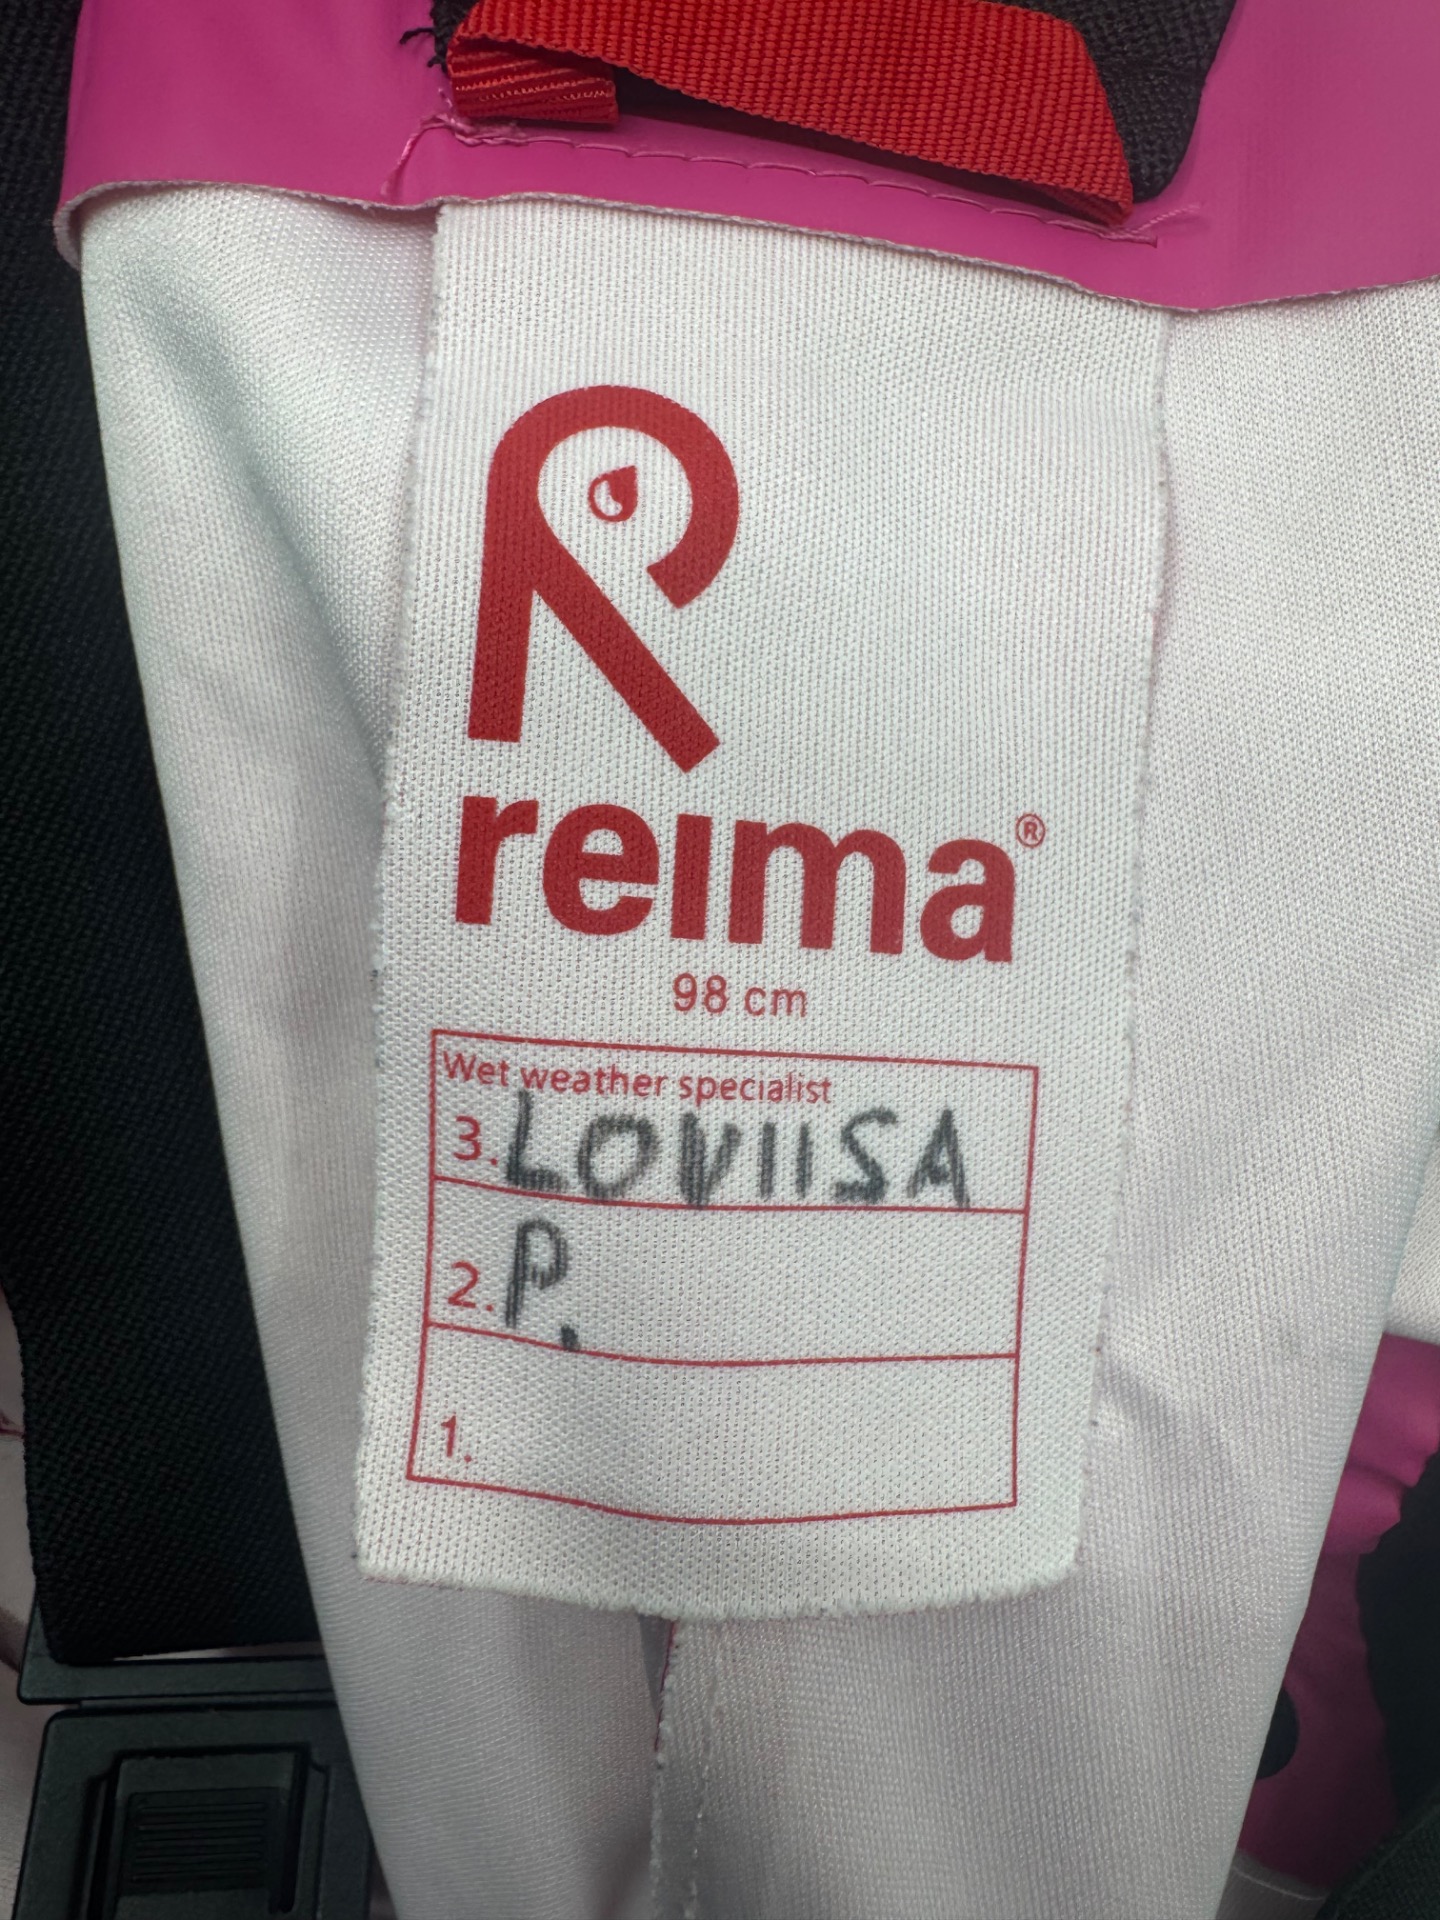 reima®
98 cm
Wet weather specialist
3. LOVIISA
2. P.
1.